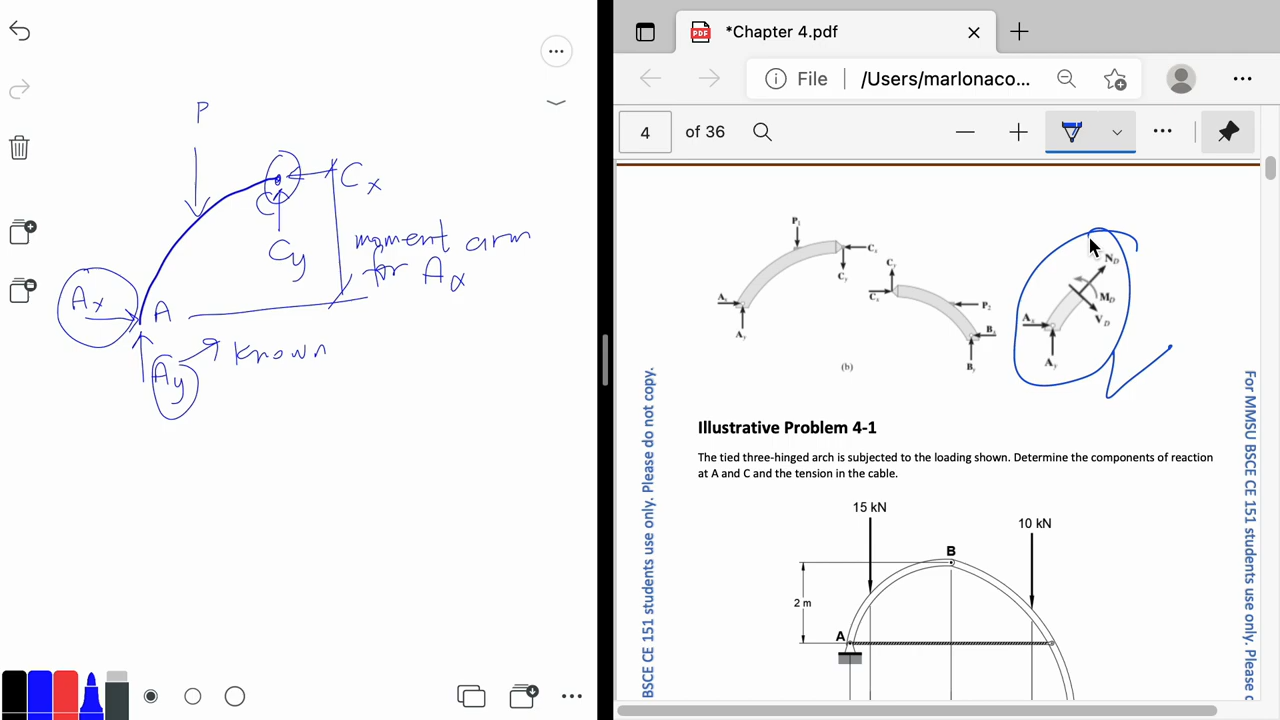 P
C
Cx
C
Cy
moment arm
for Ax
Ax
A
Ay
known
*Chapter 4.pdf
File
/Users/marlonaco...
4
of 36
P1
Cx
Cy
Ax
Ay
Cy
Cx
P2
Bx
By
ND
MD
VD
Ax
Ay
(b)
Illustrative Problem 4-1
The tied three-hinged arch is subjected to the loading shown. Determine the components of reaction
at A and C and the tension in the cable.
15 kN
10 kN
B
2 m
A
BSCE CE 151 students use only. Please do not copy.
For MMSU BSCE CE 151 students use only. Please